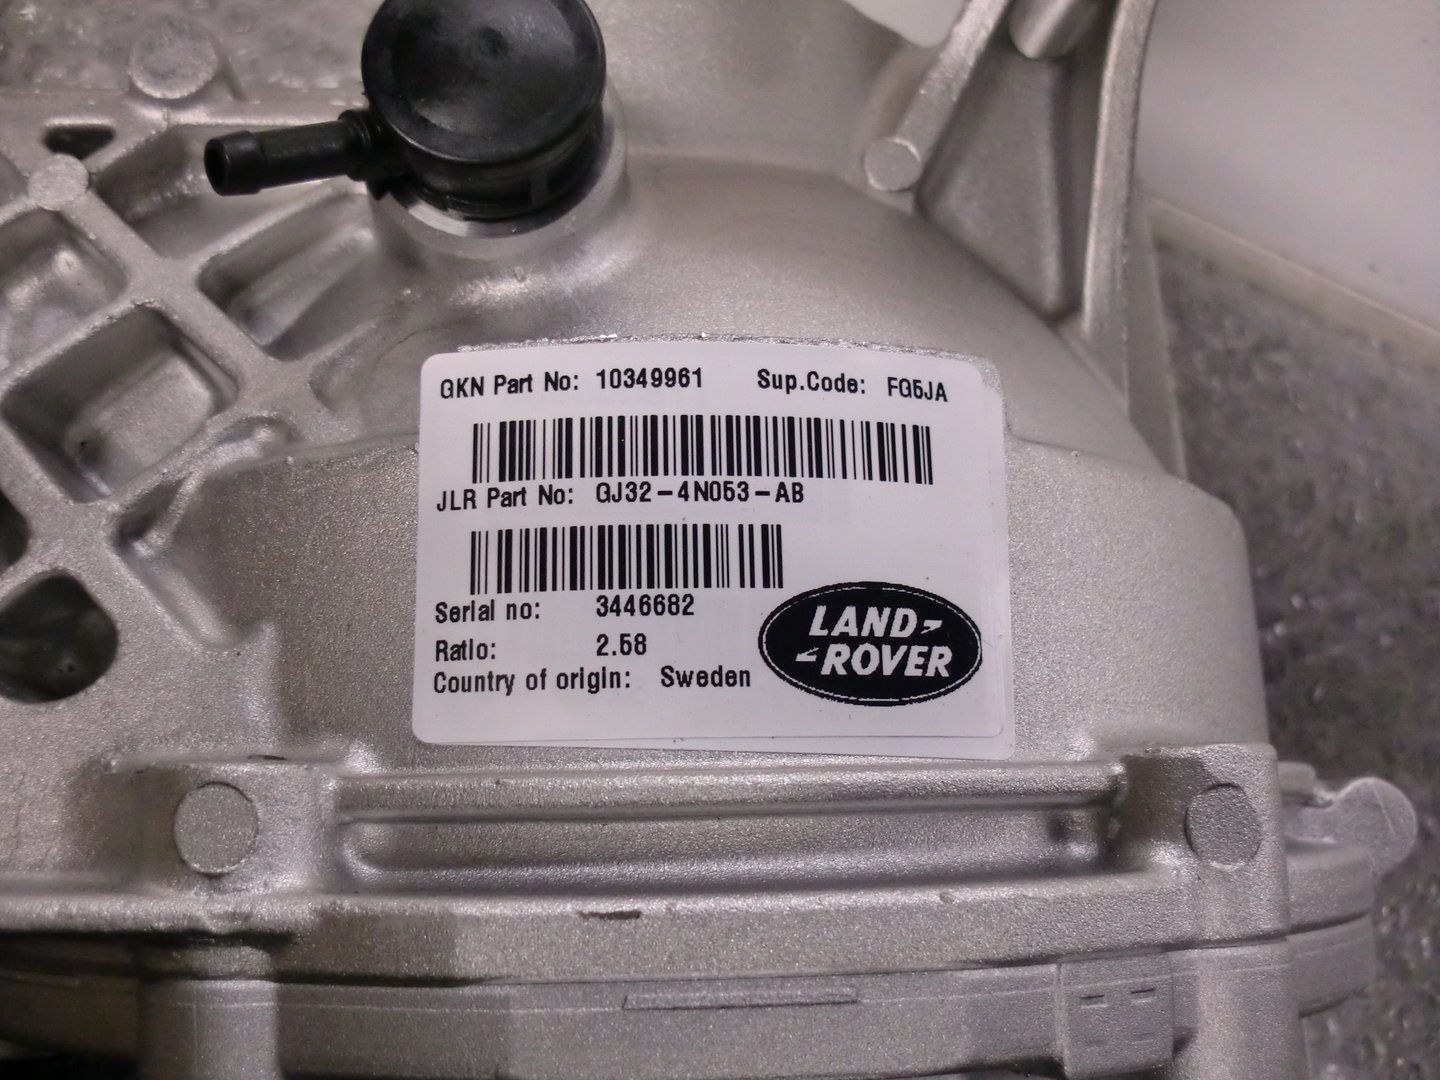 GKN Part No: 10349961 Sup.Code: FG5JA
JLR Part No: GJ32-4N053-AB
Serial no: 3446682
Ratio: 2.58
Country of origin: Sweden
LAND-
-ROVER